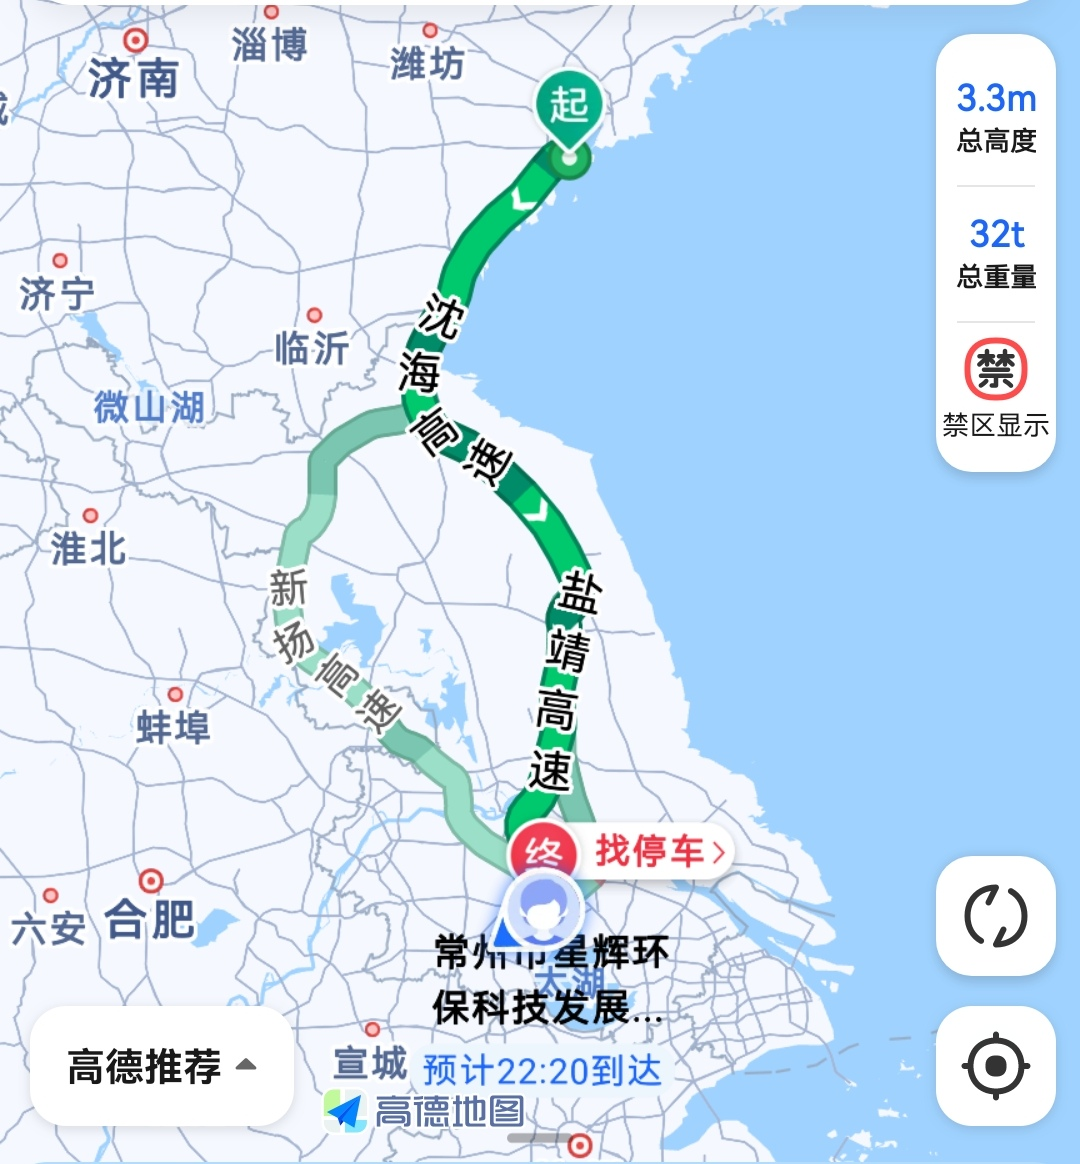 淄博
潍坊
济南
起
3.3m
总高度
32t
总重量
禁
禁区显示
济宁
临沂
微山湖
沈海高速
淮北
新扬高速
盐靖高速
蚌埠
终
找停车
六安
合肥
常州市星辉环
太湖
保科技发展...
高德推荐
宣城
预计22:20到达
高德地图